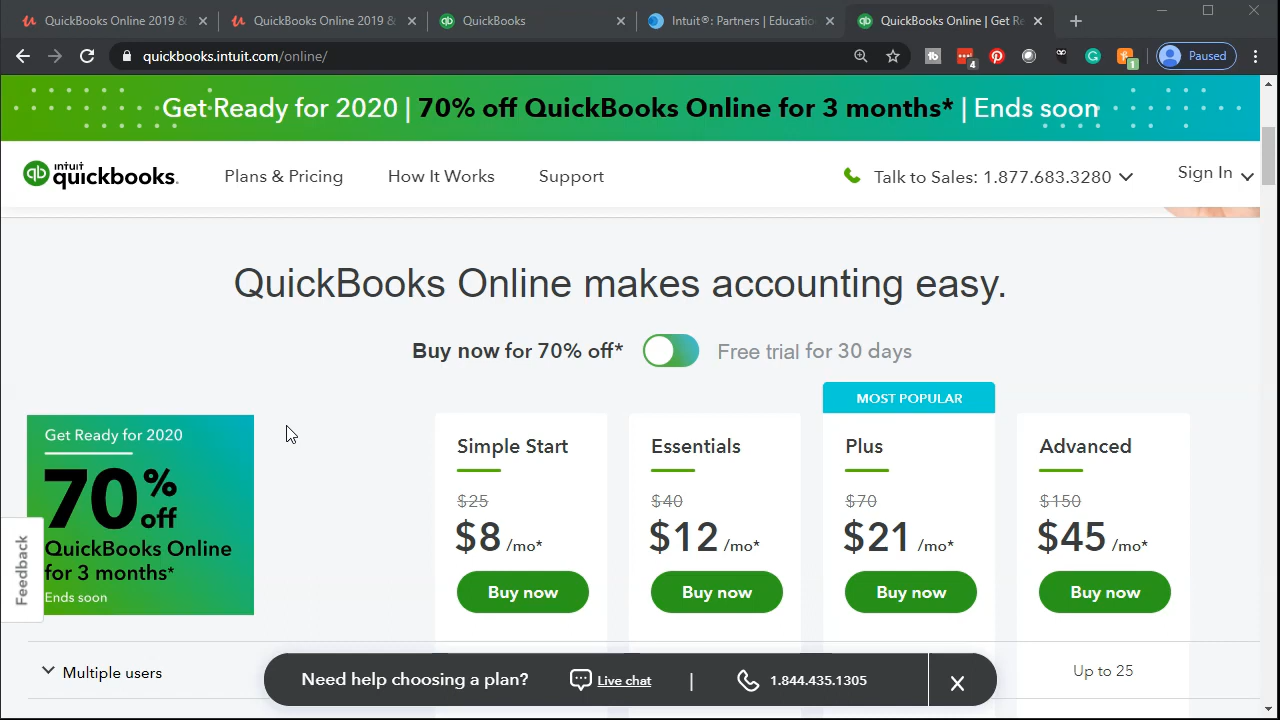 QuickBooks Online 2019 &
QuickBooks Online 2019 &
QuickBooks
Intuit®: Partners | Educatio
QuickBooks Online | Get Re
quickbooks.intuit.com/online/
4
1
Paused
Get Ready for 2020 | 70% off QuickBooks Online for 3 months* | Ends soon
intuit
quickbooks.
Plans & Pricing
How It Works
Support
Talk to Sales: 1.877.683.3280
Sign In
QuickBooks Online makes accounting easy.
Buy now for 70% off*
Free trial for 30 days
Get Ready for 2020
70% off
QuickBooks Online
for 3 months*
Ends soon
Feedback
MOST POPULAR
Simple Start
Essentials
Plus
Advanced
$25
$40
$70
$150
$8 /mo*
$12 /mo*
$21 /mo*
$45 /mo*
Buy now
Buy now
Buy now
Buy now
Multiple users
Up to 25
Need help choosing a plan?
Live chat
|
1.844.435.1305